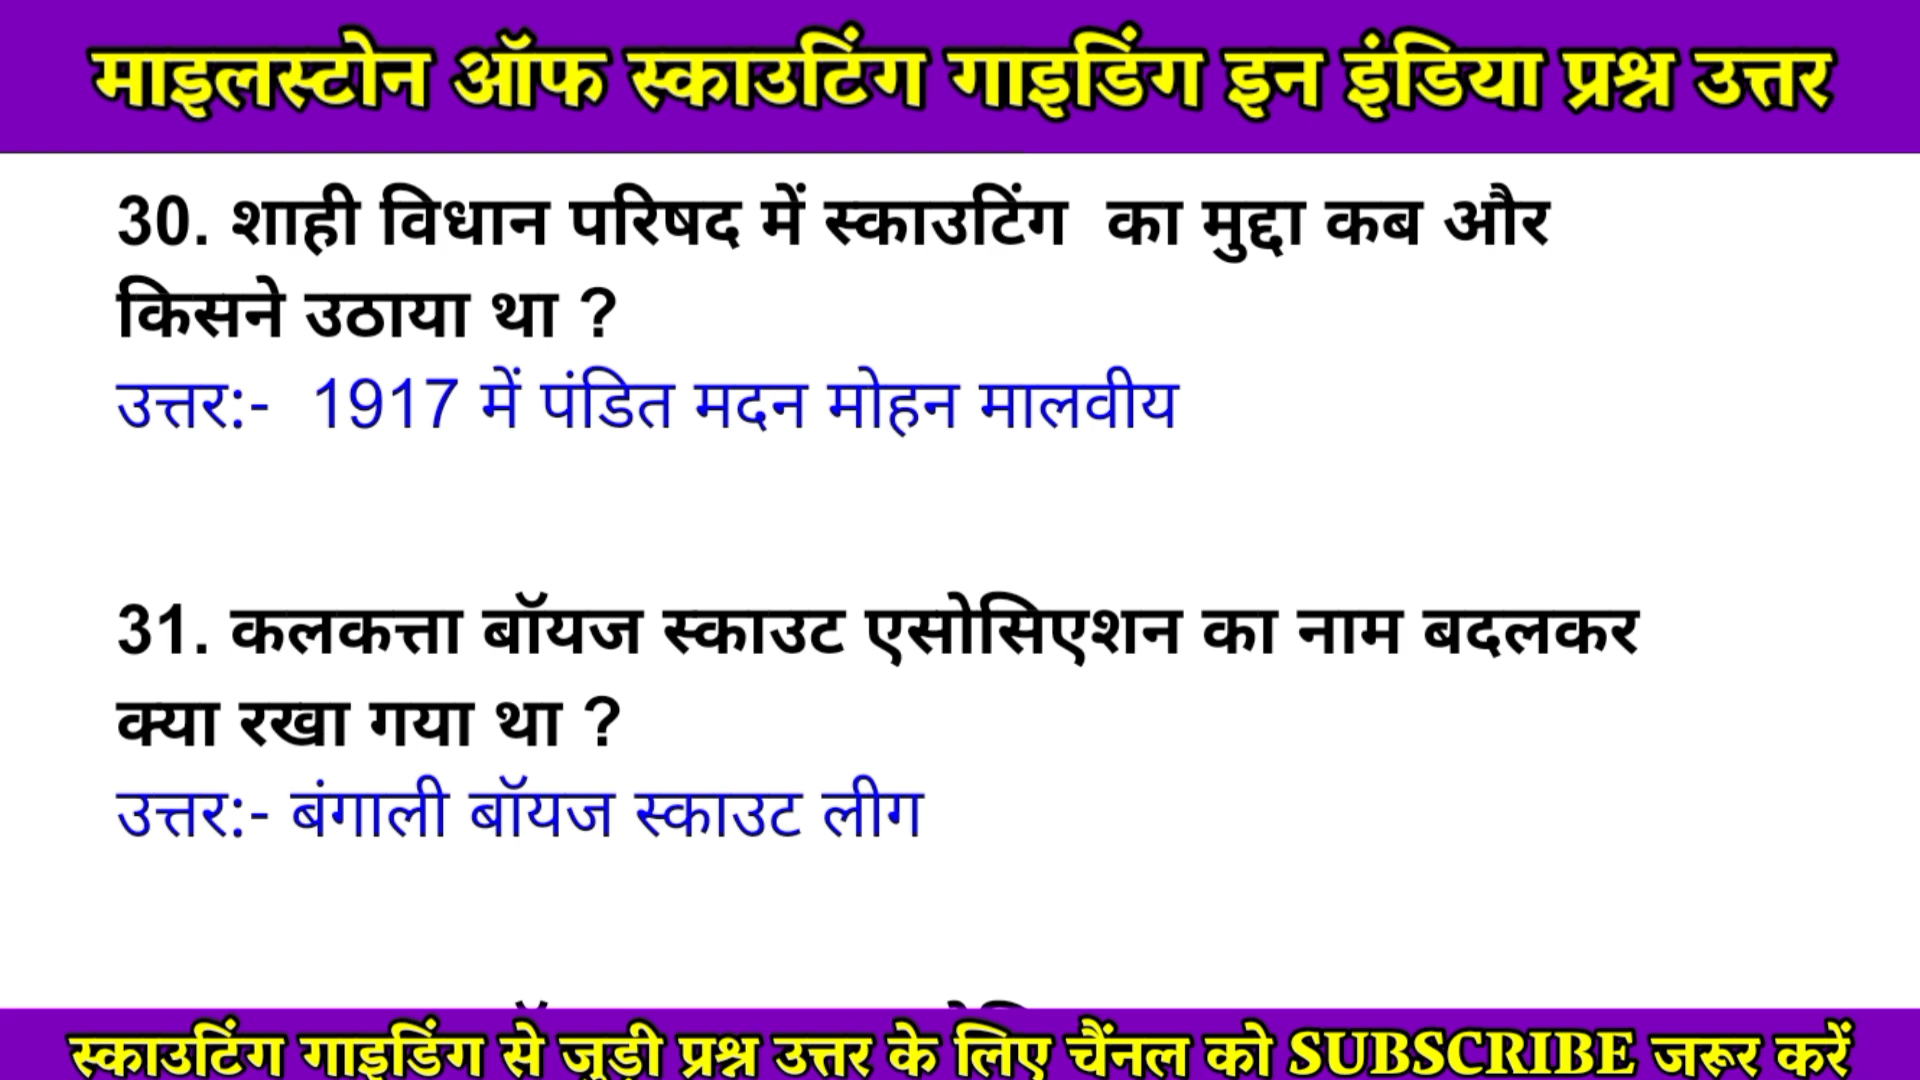 माइलस्टोन ऑफ स्काउटिंग गाइडिंग इन इंडिया प्रश्न उत्तर
30. शाही विधान परिषद में स्काउटिंग का मुद्दा कब और
किसने उठाया था ?
उत्तर:- 1917 में पंडित मदन मोहन मालवीय
31. कलकत्ता बॉयज स्काउट एसोसिएशन का नाम बदलकर
क्या रखा गया था ?
उत्तर:- बंगाली बॉयज स्काउट लीग
स्काउटिंग गाइडिंग से जुड़ी प्रश्न उत्तर के लिए चैंनल को SUBSCRIBE जरूर करें